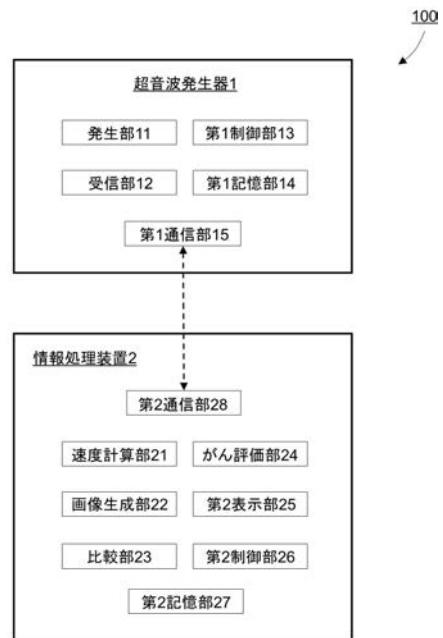 100
超音波発生器1
発生部11 第1制御部13
受信部12 第1記憶部14
第1通信部15
情報処理装置2
第2通信部28
速度計算部21 がん評価部24
画像生成部22 第2表示部25
比較部23 第2制御部26
第2記憶部27